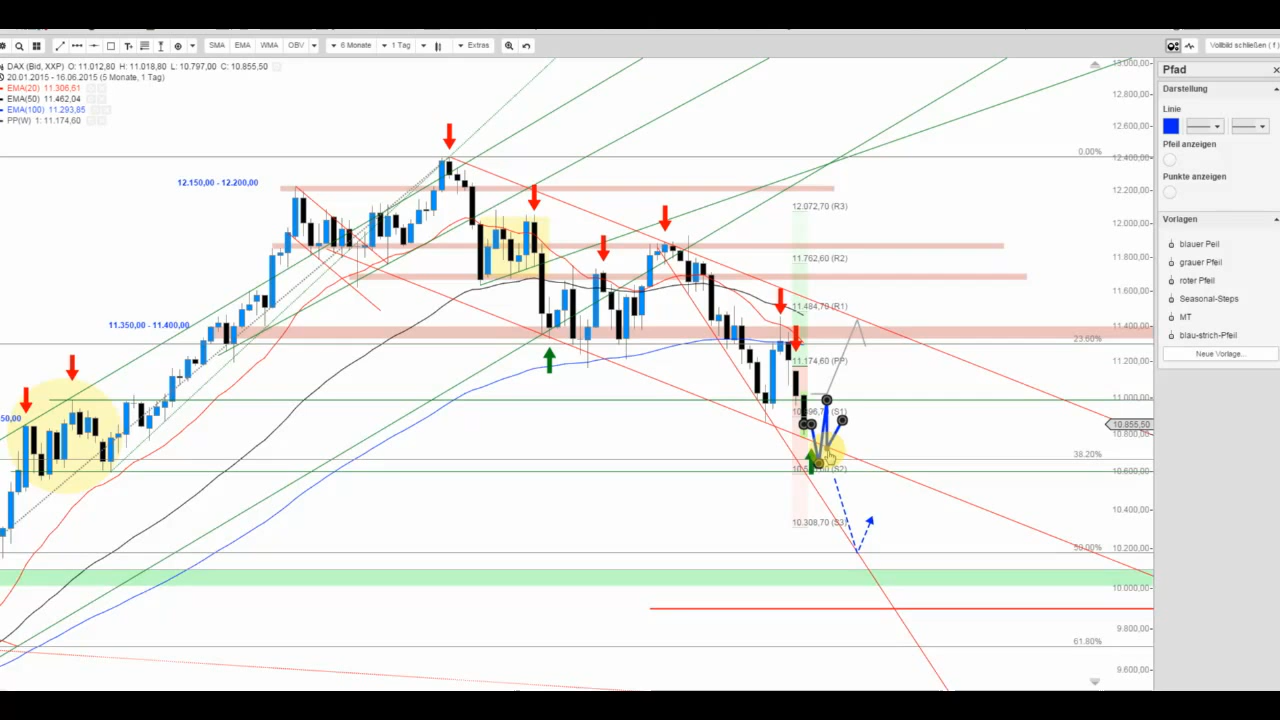 SMA EMA WMA OBV 6 Monate 1 Tag Extras Vollbild schließen ( f )
DAX (Bid, XXP) O: 11.012,80 H: 11.018,80 L: 10.797,00 C: 10.855,50
20.01.2015 - 16.06.2015 (5 Monate, 1 Tag)
EMA(20) 11.306,61
EMA(50) 11.462,04
EMA(100) 11.293,85
PP(W) 1: 11.174,60
Pfad
Darstellung
Linie
Pfeil anzeigen
Punkte anzeigen
Vorlagen
blauer Peil
grauer Pfeil
roter Pfeil
Seasonal-Steps
MT
blau-strich-Pfeil
Neue Vorlage...
13.000,00
12.800,00
12.600,00
0.00%
12.400,00
12.150,00 - 12.200,00
12.200,00
12.072,70 (R3)
12.000,00
11.762,60 (R2)
11.800,00
11.600,00
11.484,70 (R1)
11.350,00 - 11.400,00
11.400,00
23.60%
11.174,60 (PP)
11.200,00
11.000,00
50,00
(S1)
10.855,50
10.800,00
38.20%
(S2)
10.600,00
10.400,00
10.308,70 (S3)
50.00%
10.200,00
10.000,00
9.800,00
61.80%
9.600,00